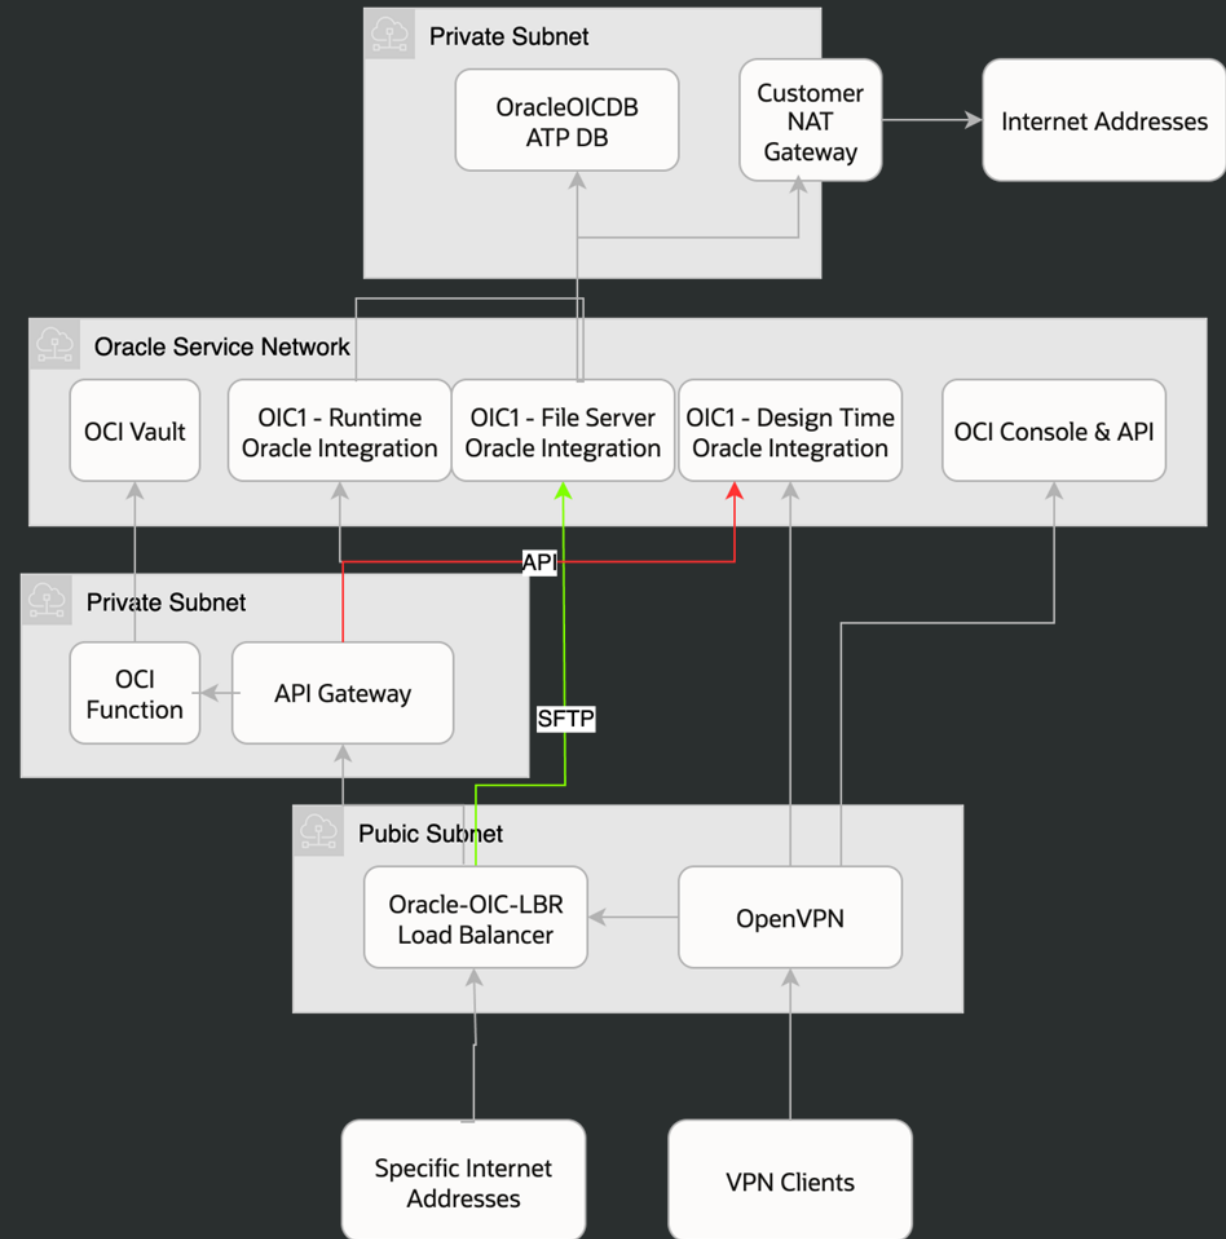 Private Subnet
OracleOICDB
ATP DB
Customer
NAT
Gateway
Internet Addresses
Oracle Service Network
OCI Vault
OIC1 - Runtime
Oracle Integration
OIC1 - File Server
Oracle Integration
OIC1 - Design Time
Oracle Integration
OCI Console & API
API
Private Subnet
OCI
Function
API Gateway
SFTP
Pubic Subnet
Oracle-OIC-LBR
Load Balancer
OpenVPN
Specific Internet
Addresses
VPN Clients